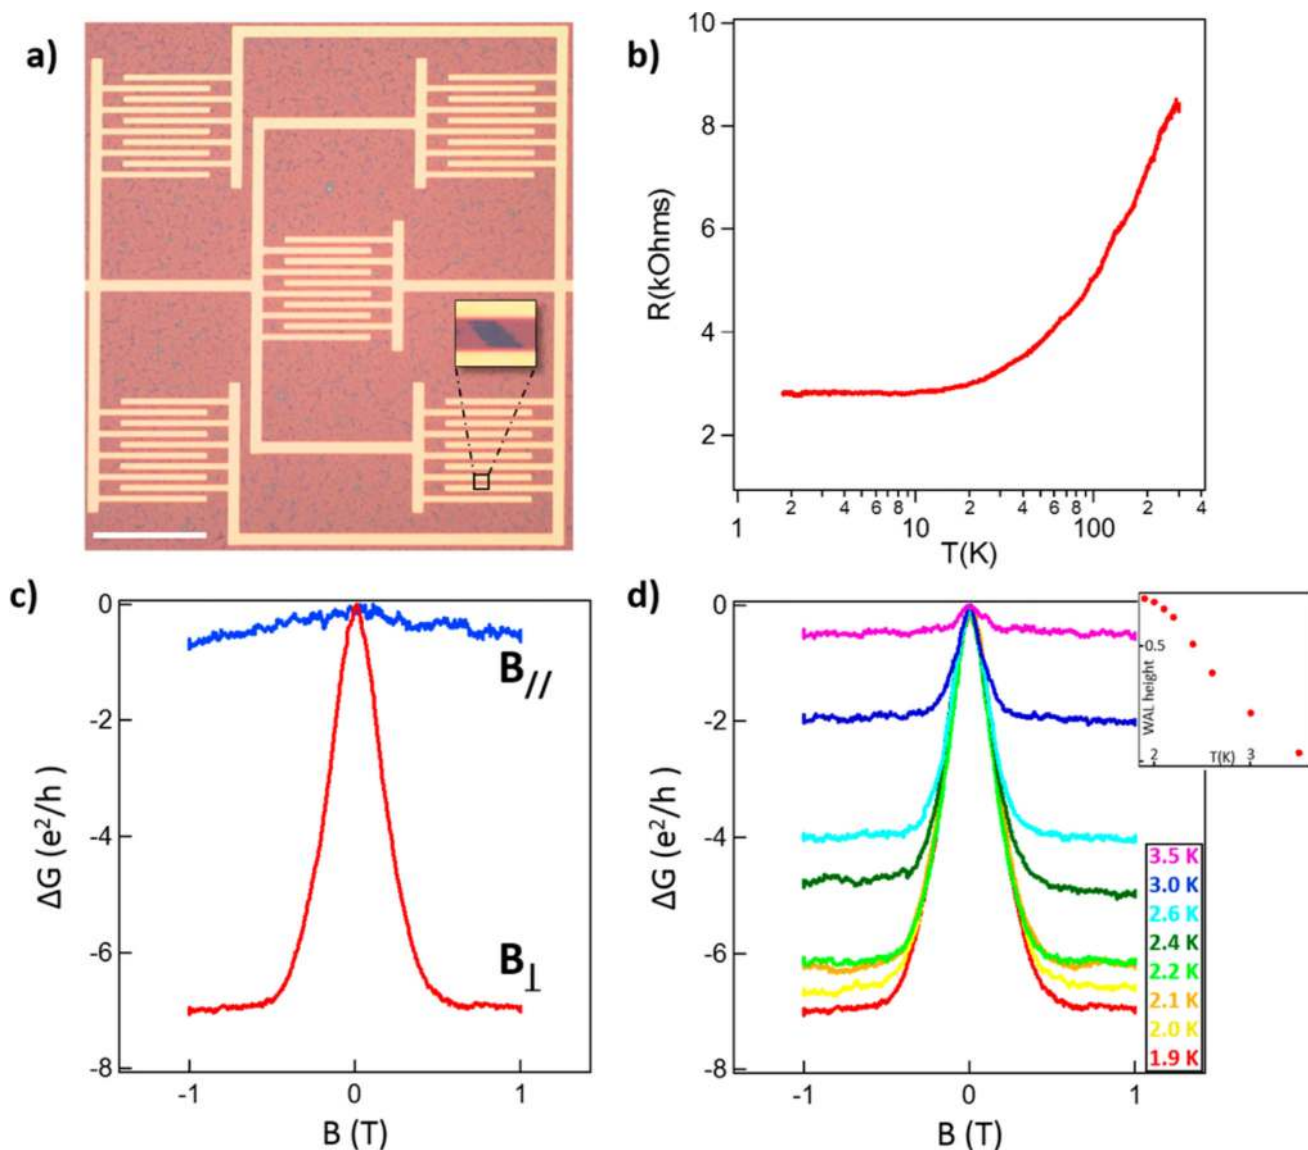 a)
b)
10
8
6
4
2
R(kOhms)
1
2
4
6
8
10
2
4
6
8
100
2
4
T(K)
c)
0
-2
-4
-6
-8
ΔG (e²/h)
B//
B⊥
-1
0
1
B (T)
d)
0
-2
-4
-6
-8
ΔG (e²/h)
-1
0
1
B (T)
0.5
WAL height
2
T(K)
3
3.5 K
3.0 K
2.6 K
2.4 K
2.2 K
2.1 K
2.0 K
1.9 K